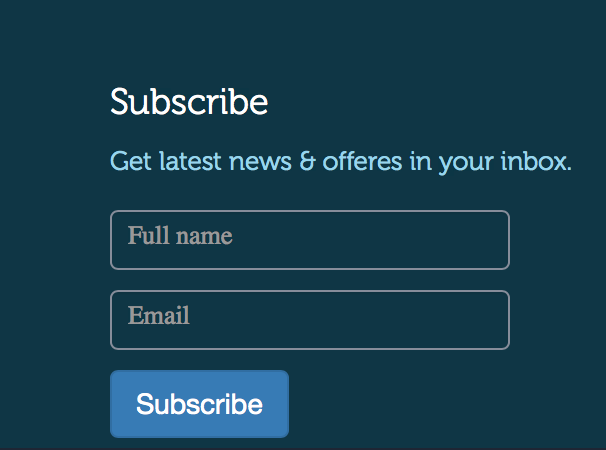 Subscribe
Get latest news & offeres in your inbox.
Full name
Email
Subscribe